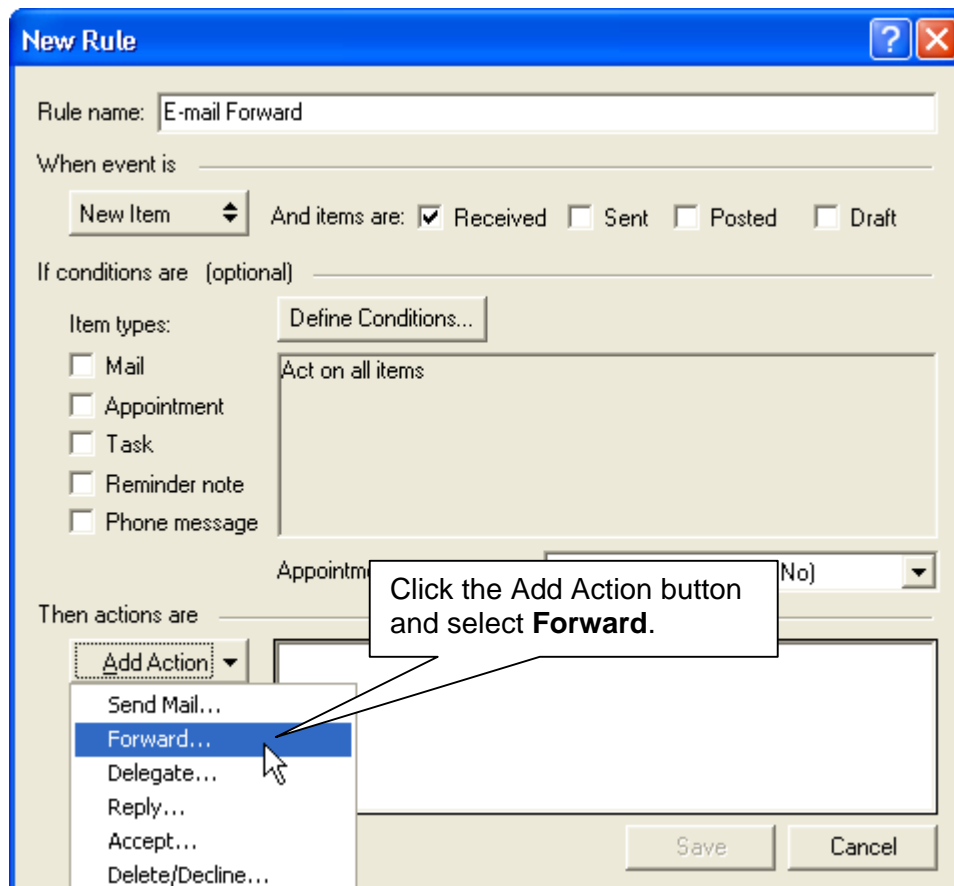 New Rule
Rule name: E-mail Forward
When event is
New Item And items are: Received Sent Posted Draft
If conditions are (optional)
Item types: Define Conditions...
Mail Act on all items
Appointment
Task
Reminder note
Phone message
No)
Click the Add Action button
and select Forward.
Then actions are
Add Action
Send Mail...
Forward...
Delegate...
Reply...
Accept...
Delete/Decline...
Save Cancel